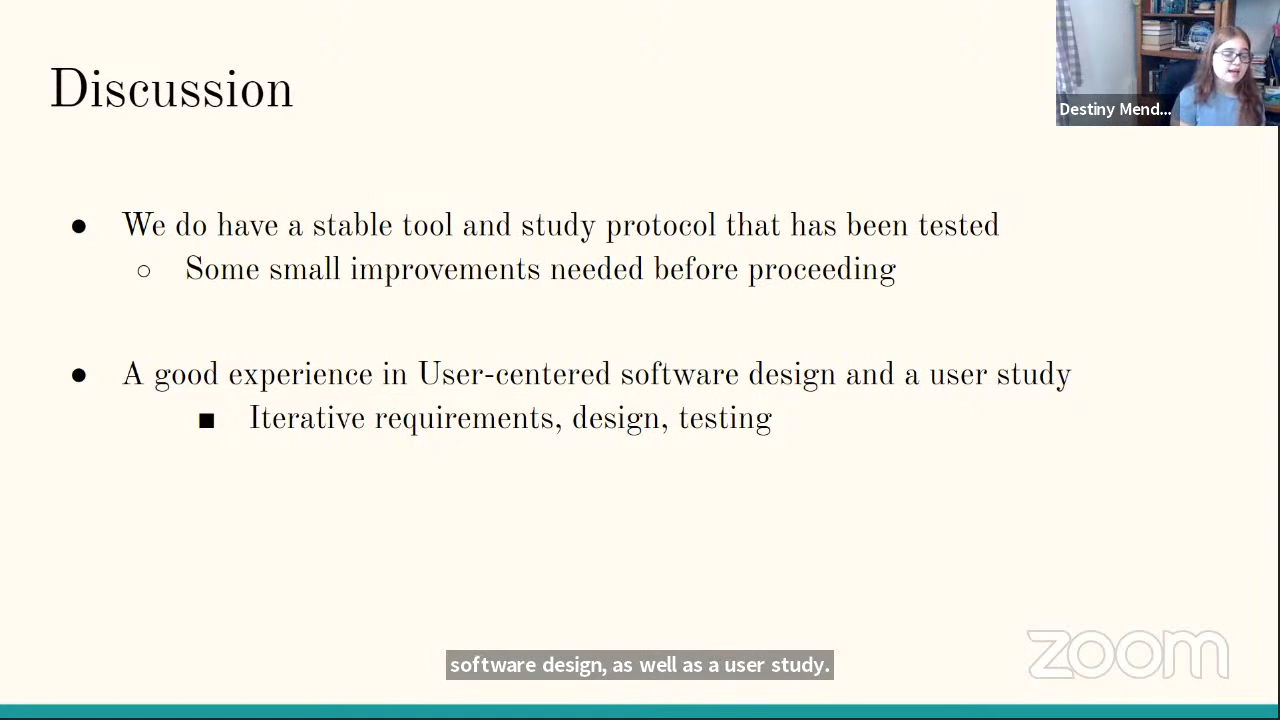 Discussion
Destiny Mend...
● We do have a stable tool and study protocol that has been tested
○ Some small improvements needed before proceeding
● A good experience in User-centered software design and a user study
■ Iterative requirements, design, testing
software design, as well as a user study.
zoom